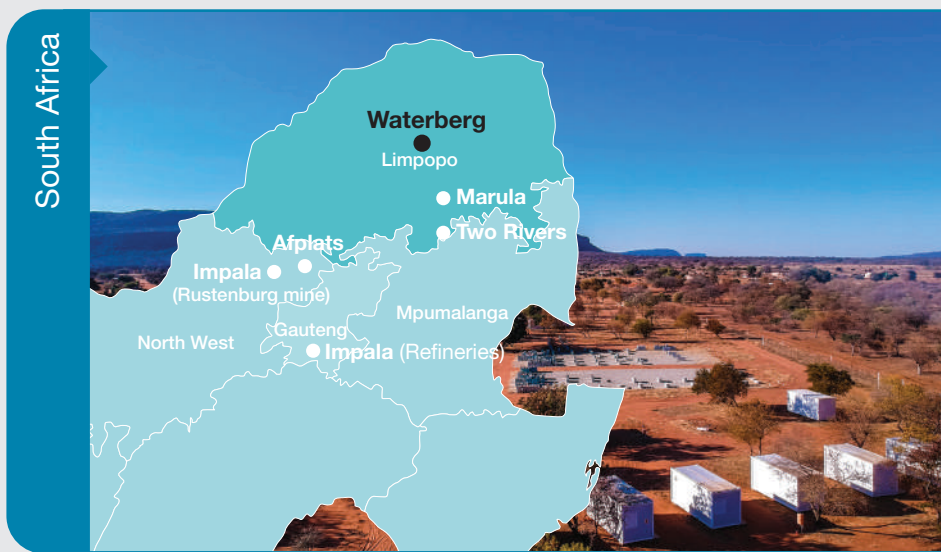 South Africa
Waterberg
Limpopo
Marula
Two Rivers
Afplats
Impala
(Rustenburg mine)
Mpumalanga
Gauteng
North West
Impala (Refineries)